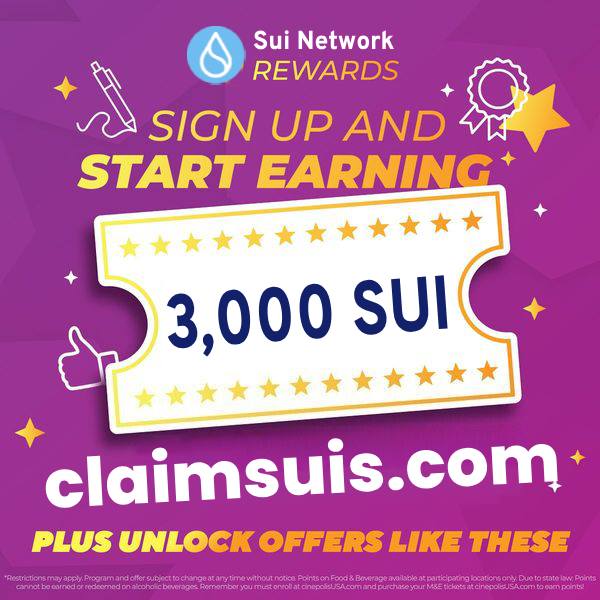 Sui Network
REWARDS
SIGN UP AND
START EARNING
3,000 SUI
claimsuis.com
PLUS UNLOCK OFFERS LIKE THESE
*Restrictions may apply. Program and offer subject to change at any time without notice. Points on Food & Beverage available at participating locations only. Due to state law: Points
cannot be earned or redeemed on alcoholic beverages. Remember you must enroll at cinepolisUSA.com and purchase your M&E tickets at cinepolisUSA.com to earn points!